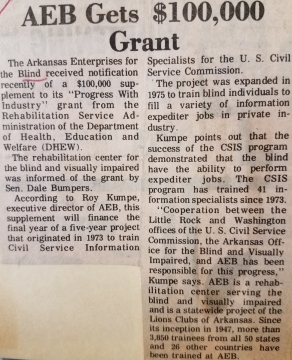 AEB Gets $100,000
Grant
The Arkansas Enterprises for
the Blind received notification
recently of a $100,000 sup-
plement to its "Progress With
Industry" grant from the
Rehabilitation Service Ad-
ministration of the Department
of Health, Education and
Welfare (DHEW).
The rehabilitation center for
the blind and visually impaired
was informed of the grant by
Sen. Dale Bumpers.
According to Roy Kumpe,
executive director of AEB, this
supplement will finance the
final year of a five-year project
that originated in 1973 to train
Civil Service Information
Specialists for the U. S. Civil
Service Commission.
The project was expanded in
1975 to train blind individuals to
fill a variety of information
expediter jobs in private in-
dustry.
Kumpe points out that the
success of the CSIS program
demonstrated that the blind
have the ability to perform
expediter jobs. The CSIS
program has trained 41 in-
formation specialists since 1973.
"Cooperation between the
Little Rock and Washington
offices of the U. S. Civil Service
Commission, the Arkansas Of-
fice for the Blind and Visually
Impaired, and AEB has been
responsible for this progress,"
Kumpe says. AEB is a rehab-
ilitation center serving the
blind and visually impaired
and is a statewide project of the
Lions Clubs of Arkansas. Since
its inception in 1947, more than
3,850 trainees from all 50 states
and 26 other countries have
been trained at AEB.